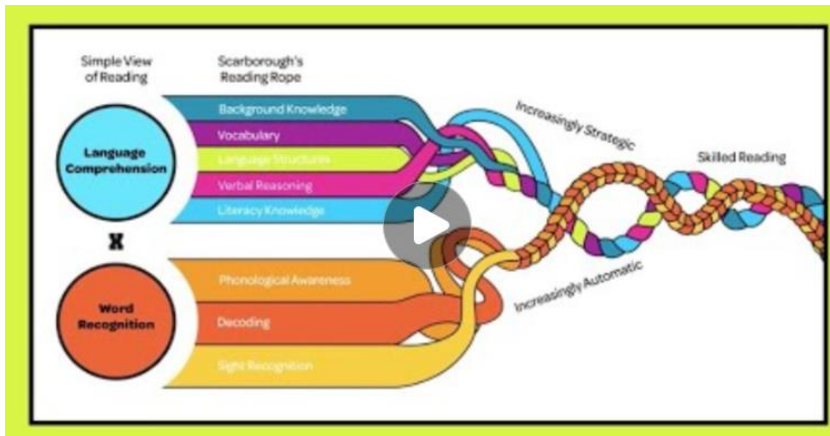 Simple View
of Reading
Scarborough's
Reading Rope
Language
Comprehension
X
Word
Recognition
Background Knowledge
Vocabulary
Language Structures
Verbal Reasoning
Literacy Knowledge
Phonological Awareness
Decoding
Sight Recognition
Increasingly Strategic
Increasingly Automatic
Skilled Reading